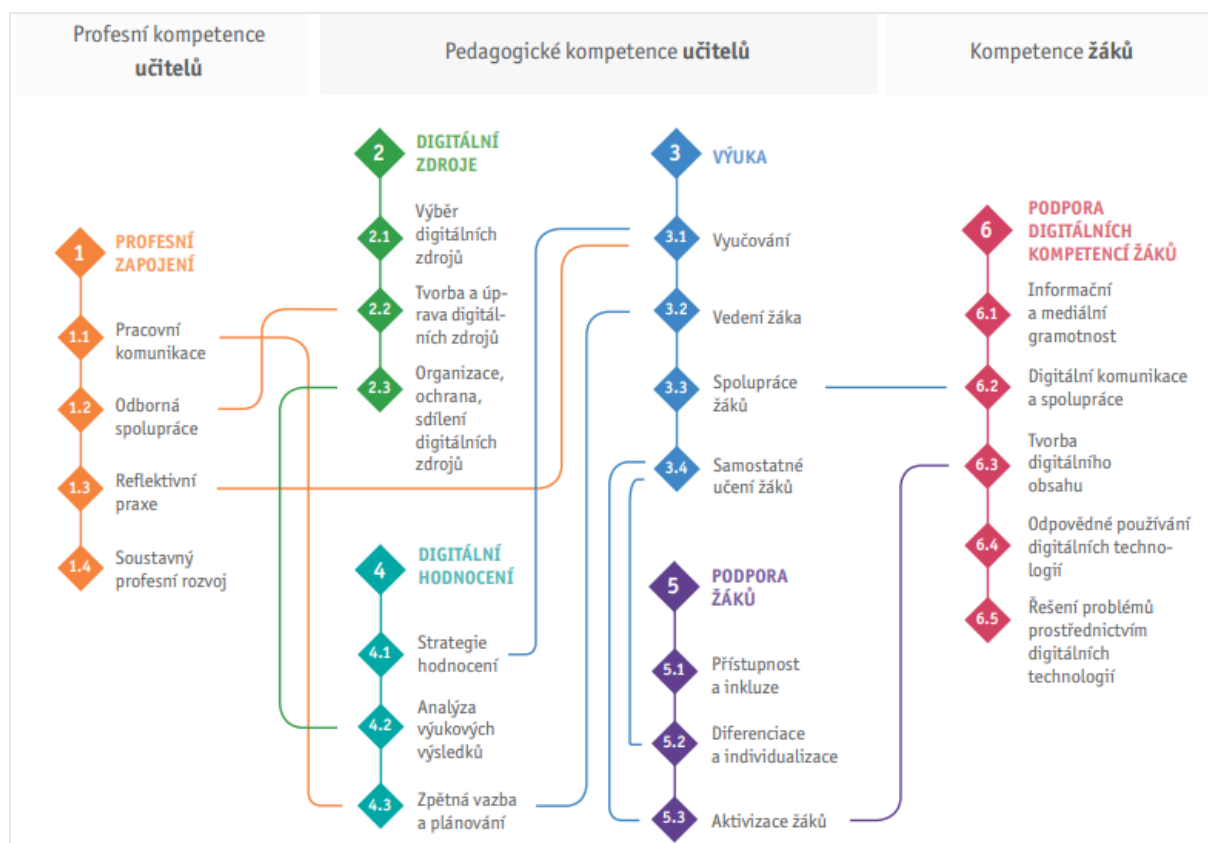 Profesní kompetence
učitelů
Pedagogické kompetence učitelů
Kompetence žáků
1
PROFESNÍ
ZAPOJENÍ
1.1
Pracovní
komunikace
1.2
Odborná
spolupráce
1.3
Reflektivní
praxe
1.4
Soustavný
profesní rozvoj
2
DIGITÁLNÍ
ZDROJE
2.1
Výběr
digitálních
zdrojů
2.2
Tvorba a úp-
rava digitál-
ních zdrojů
2.3
Organizace,
ochrana,
sdílení
digitálních
zdrojů
4
DIGITÁLNÍ
HODNOCENÍ
4.1
Strategie
hodnocení
4.2
Analýza
výukových
výsledků
4.3
Zpětná vazba
a plánování
3
VÝUKA
3.1
Vyučování
3.2
Vedení žáka
3.3
Spolupráce
žáků
3.4
Samostatné
učení žáků
5
PODPORA
ŽÁKŮ
5.1
Přístupnost
a inkluze
5.2
Diferenciace
a individualizace
5.3
Aktivizace žáků
6
PODPORA
DIGITÁLNÍCH
KOMPETENCÍ ŽÁKŮ
6.1
Informační
a mediální
gramotnost
6.2
Digitální komunikace
a spolupráce
6.3
Tvorba
digitálního
obsahu
6.4
Odpovědné používání
digitálních techno-
logií
6.5
Řešení problémů
prostřednictvím
digitálních
technologií